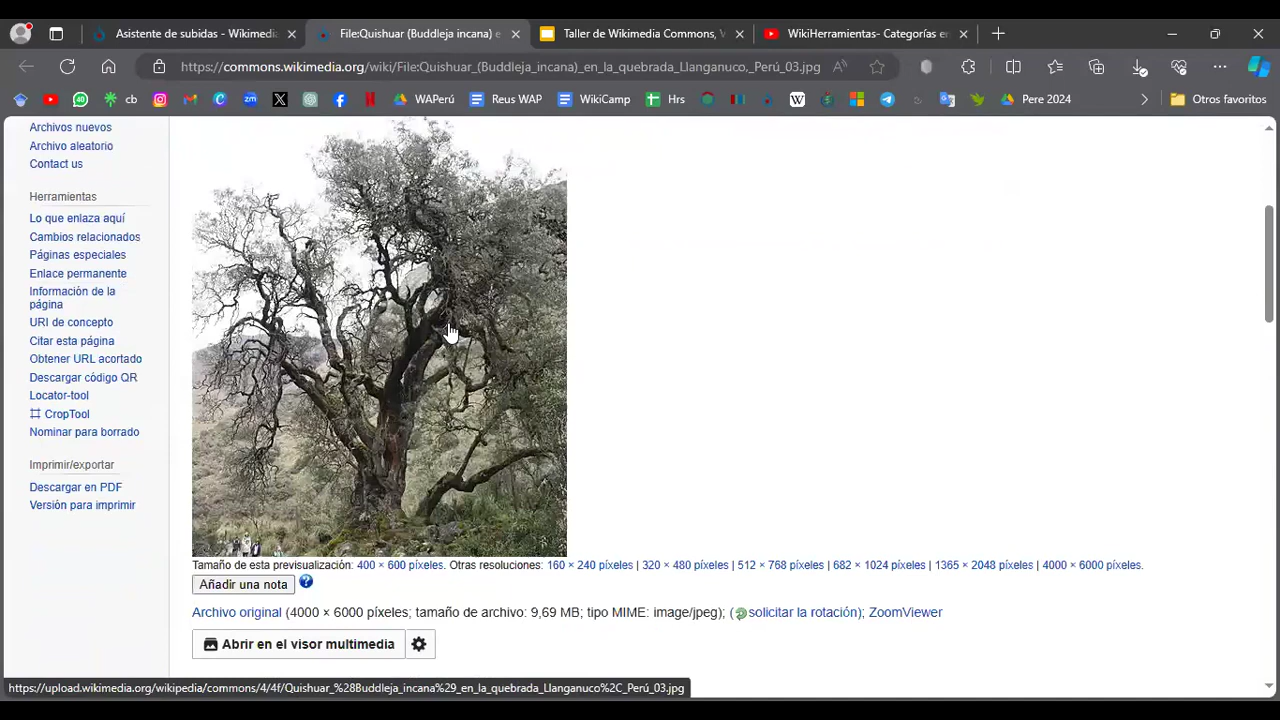 Asistente de subidas - Wikimedia
File:Quishuar (Buddleja incana) e
Taller de Wikimedia Commons, V
WikiHerramientas- Categorías en
https://commons.wikimedia.org/wiki/File:Quishuar_(Buddleja_incana)_en_la_quebrada_Llanganuco,_Perú_03.jpg
cb
WAPerú
Reus WAP
WikiCamp
Hrs
Pere 2024
Otros favoritos
Archivos nuevos
Archivo aleatorio
Contact us
Herramientas
Lo que enlaza aquí
Cambios relacionados
Páginas especiales
Enlace permanente
Información de la
página
URI de concepto
Citar esta página
Obtener URL acortado
Descargar código QR
Locator-tool
CropTool
Nominar para borrado
Imprimir/exportar
Descargar en PDF
Versión para imprimir
Tamaño de esta previsualización: 400 × 600 píxeles. Otras resoluciones: 160 × 240 píxeles | 320 × 480 píxeles | 512 × 768 píxeles | 682 × 1024 píxeles | 1365 × 2048 píxeles | 4000 × 6000 píxeles.
Añadir una nota
Archivo original (4000 × 6000 píxeles; tamaño de archivo: 9,69 MB; tipo MIME: image/jpeg); (solicitar la rotación); ZoomViewer
Abrir en el visor multimedia
https://upload.wikimedia.org/wikipedia/commons/4/4f/Quishuar_%28Buddleja_incana%29_en_la_quebrada_Llanganuco%2C_Perú_03.jpg